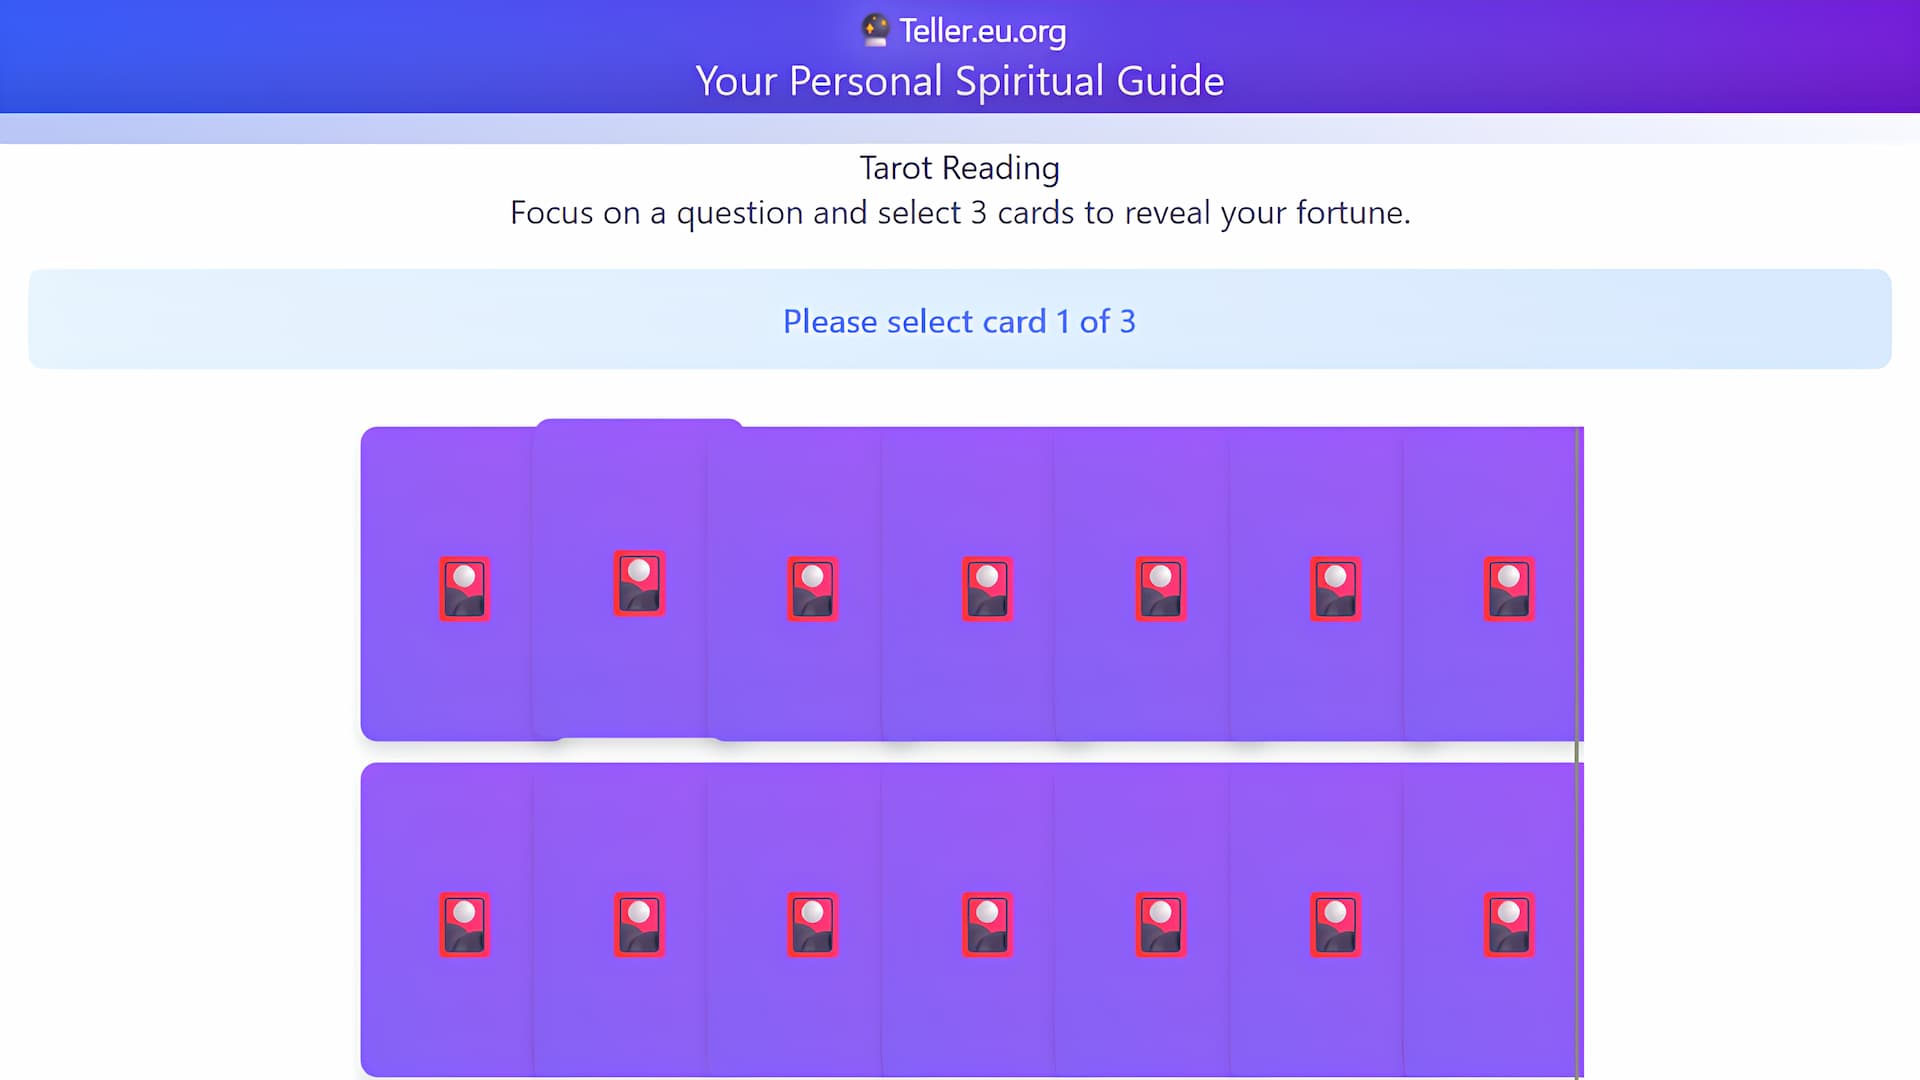 Teller.eu.org
Your Personal Spiritual Guide
Tarot Reading
Focus on a question and select 3 cards to reveal your fortune.
Please select card 1 of 3